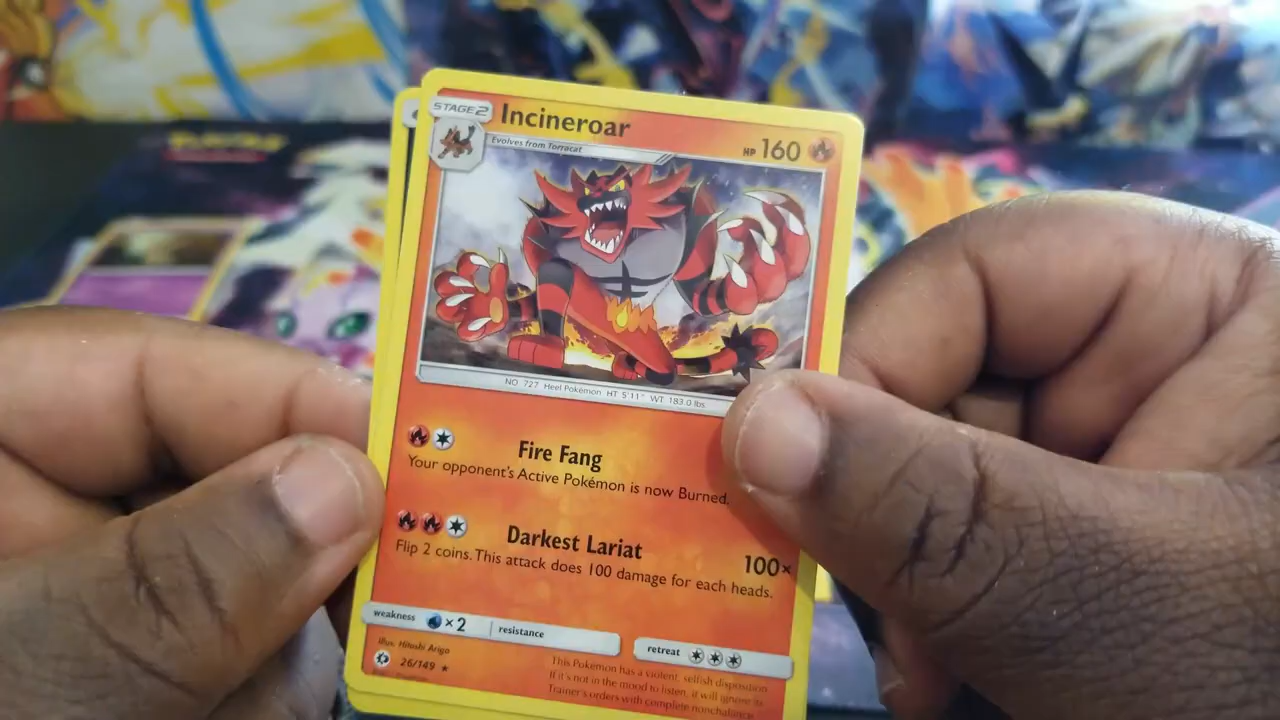 STAGE 2
Incineroar
HP 160
Evolves from Torracat
NO. 727 Heel Pokémon HT 5'11" WT 183.0 lbs.
Fire Fang
Your opponent's Active Pokémon is now Burned.
Darkest Lariat
100×
Flip 2 coins. This attack does 100 damage for each heads.
weakness ×2 resistance
retreat
Illus. Hitoshi Ariga
26/149 ★
This Pokémon has a violent, selfish disposition.
If it's not in the mood to listen, it will ignore its
Trainer's orders with complete nonchalance.